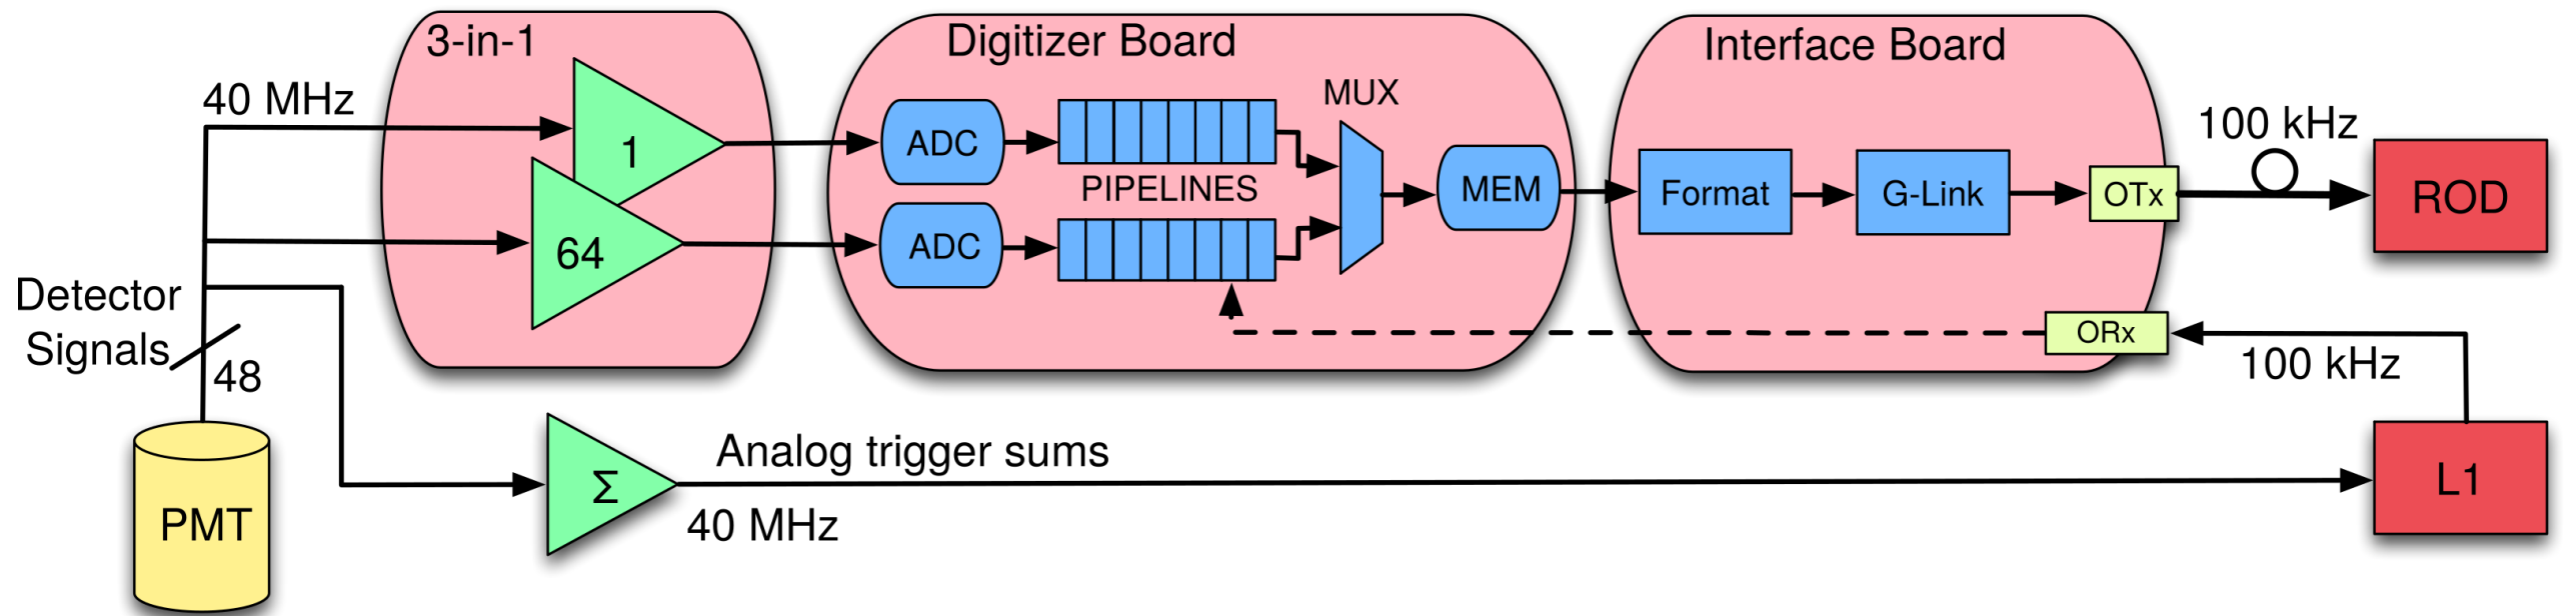 3-in-1
Digitizer Board
Interface Board
40 MHz
1
64
ADC
ADC
PIPELINES
MUX
MEM
Format
G-Link
OTx
100 kHz
ROD
Detector
Signals
48
ORx
100 kHz
PMT
Σ
Analog trigger sums
40 MHz
L1